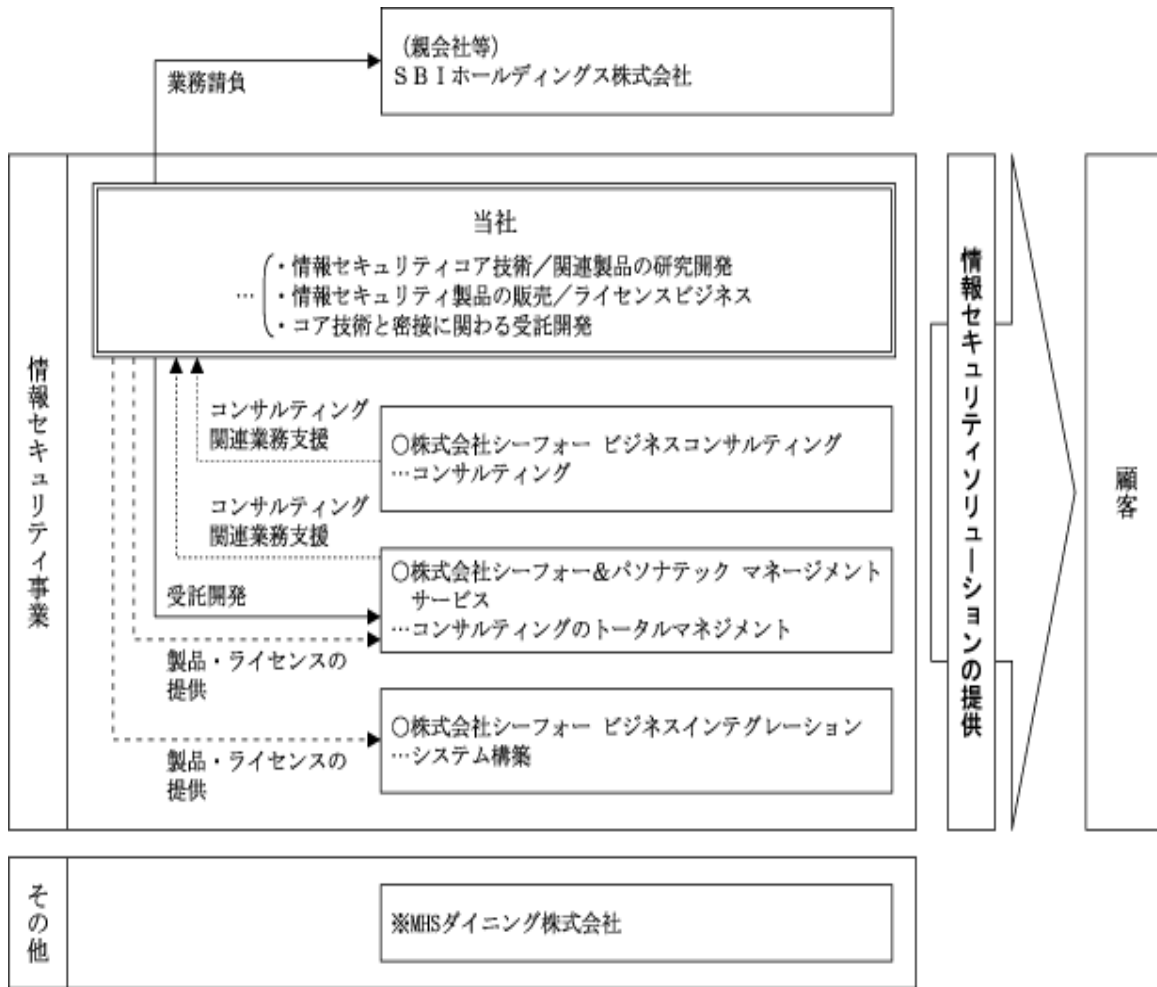 (親会社等)
SBIホールディングス株式会社
業務請負
情報セキュリティ事業
当社
…
・情報セキュリティコア技術/関連製品の研究開発
・情報セキュリティ製品の販売/ライセンスビジネス
・コア技術と密接に関わる受託開発
コンサルティング
関連業務支援
○株式会社シーフォー ビジネスコンサルティング
…コンサルティング
コンサルティング
関連業務支援
○株式会社シーフォー&パソナテック マネージメント
サービス
…コンサルティングのトータルマネジメント
受託開発
製品・ライセンスの
提供
○株式会社シーフォー ビジネスインテグレーション
…システム構築
製品・ライセンスの
提供
情報セキュリティソリューションの提供
顧客
その他
※MHSダイニング株式会社